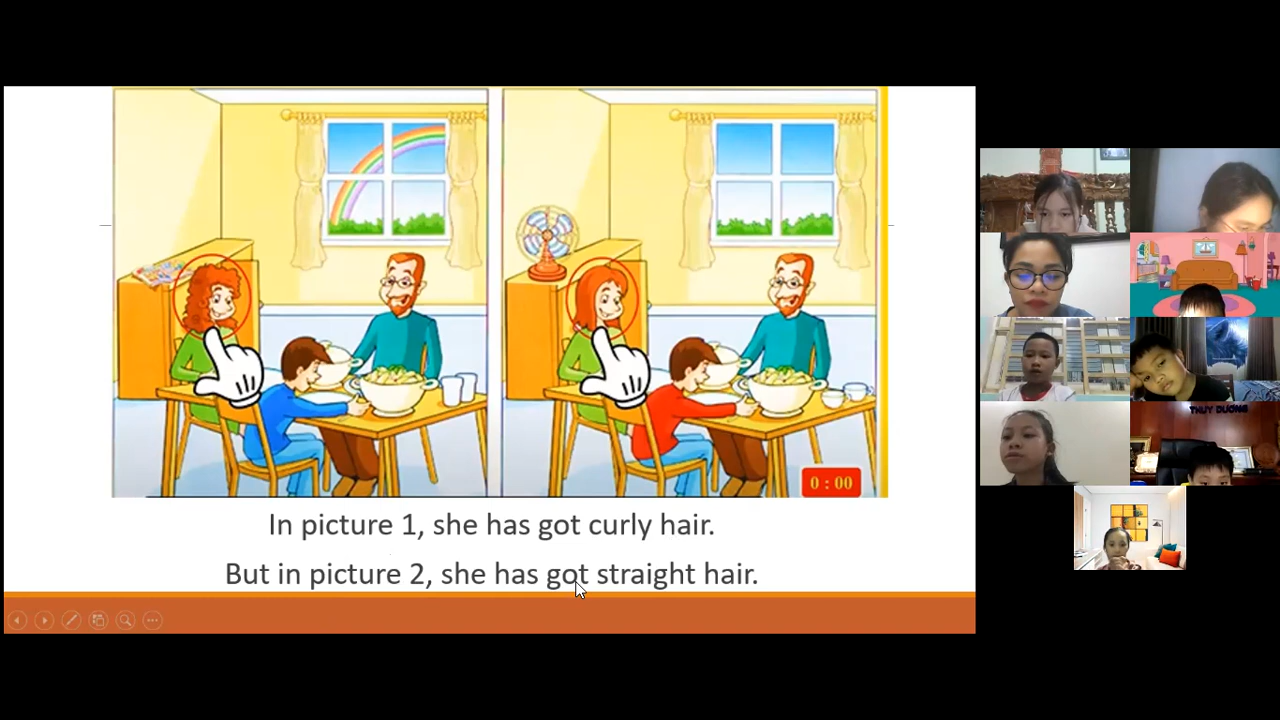 0 : 00
In picture 1, she has got curly hair.
But in picture 2, she has got straight hair.
THUY DUONG